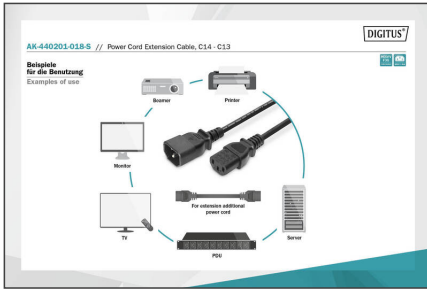 DIGITUS®
AK-440201-018-S // Power Cord Extension Cable, C14 - C13
Beispiele
für die Benutzung
Examples of use
Boomer
Printer
Monitor
For extension additional
power cord
TV
Server
PDU